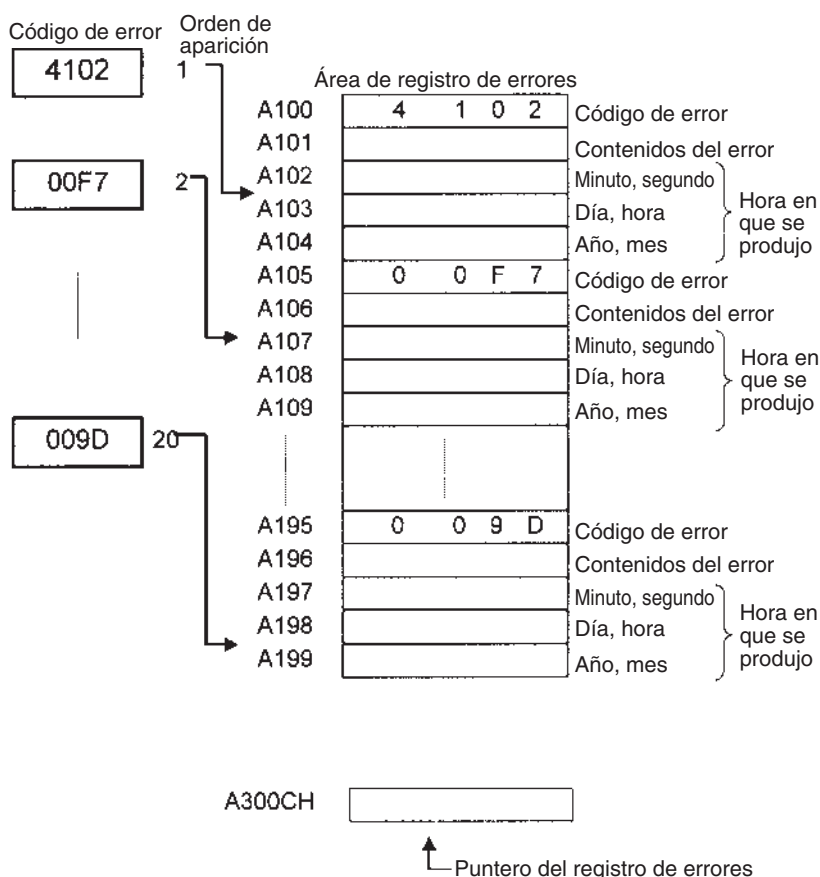 Código de error
Orden de
aparición
4102 1
Área de registro de errores
A100 4 1 0 2 Código de error
A101 Contenidos del error
00F7 2
A102 Minuto, segundo
A103 Día, hora
A104 Año, mes
Hora en
que se
produjo
A105 0 0 F 7 Código de error
A106 Contenidos del error
A107 Minuto, segundo
A108 Día, hora
A109 Año, mes
Hora en
que se
produjo
009D 20
A195 0 0 9 D Código de error
A196 Contenidos del error
A197 Minuto, segundo
A198 Día, hora
A199 Año, mes
Hora en
que se
produjo
A300CH
Puntero del registro de errores